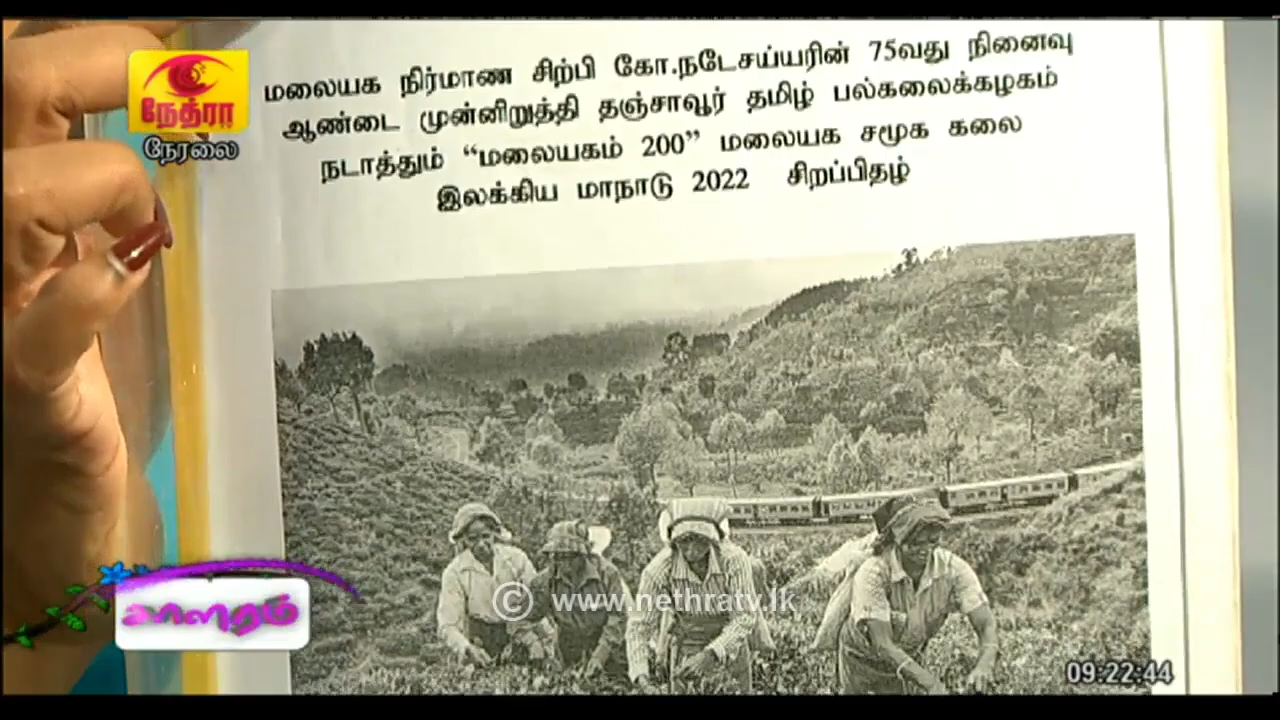 மலையக நிர்மாண சிற்பி கோ.நடேசய்யரின் 75வது நினைவு
ஆண்டை முன்னிறுத்தி தஞ்சாவூர் தமிழ் பல்கலைக்கழகம்
நடாத்தும் “மலையகம் 200” மலையக சமூக கலை
இலக்கிய மாநாடு 2022 சிறப்பிதழ்
நேத்ரா
நேரலை
© www.nethratv.lk
காலைரம்
09:22:44